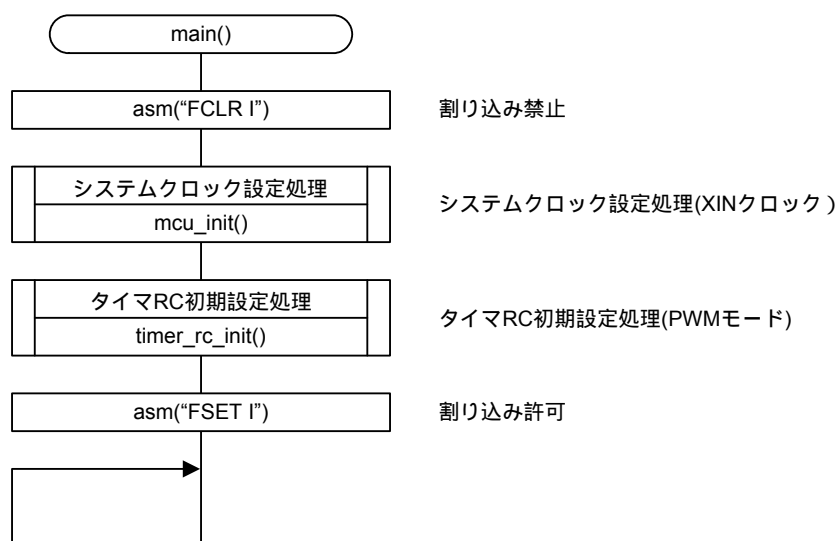 main()
asm(“FCLR I”)
割り込み禁止
システムクロック設定処理
mcu_init()
システムクロック設定処理(XINクロック )
タイマRC初期設定処理
timer_rc_init()
タイマRC初期設定処理(PWMモード)
asm(“FSET I”)
割り込み許可